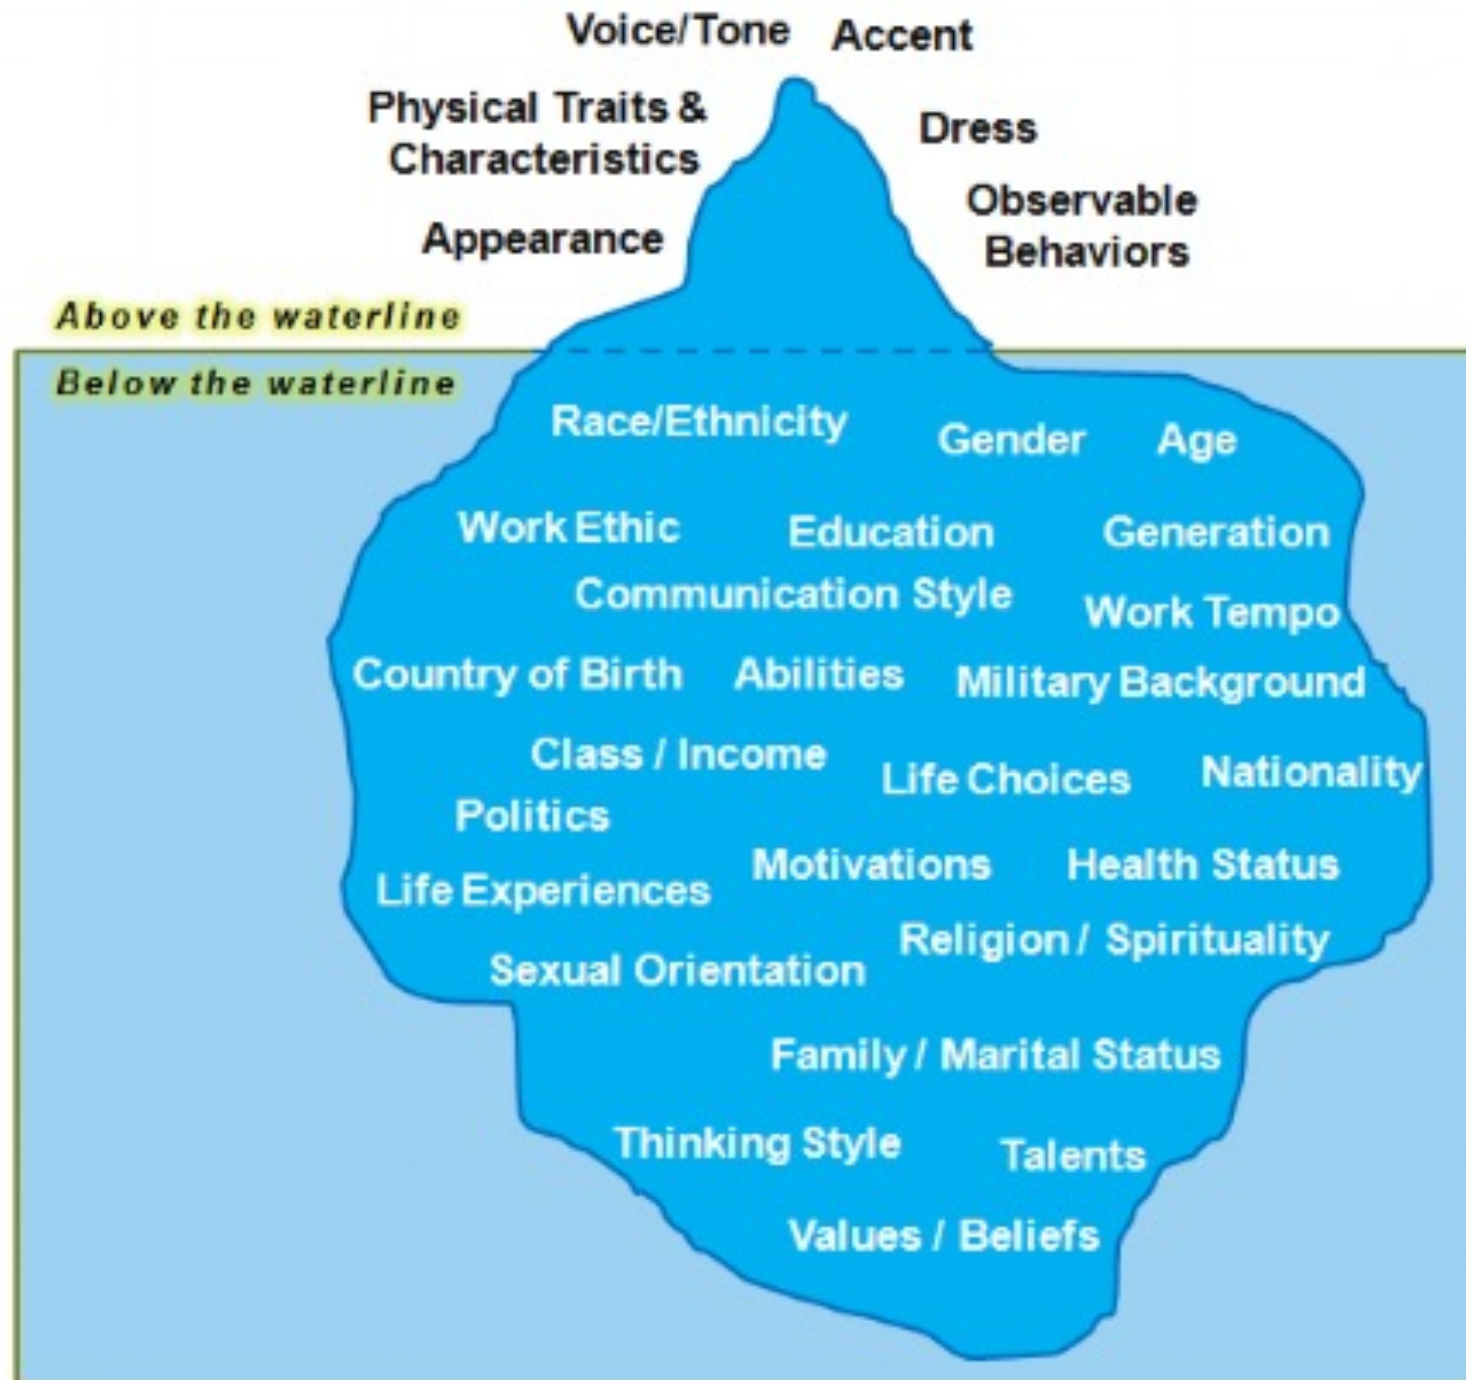 Voice/Tone Accent
Physical Traits &
Characteristics
Dress
Observable
Behaviors
Appearance
Above the waterline
Below the waterline
Race/Ethnicity Gender Age
Work Ethic Education Generation
Communication Style Work Tempo
Country of Birth Abilities Military Background
Class / Income Life Choices Nationality
Politics
Motivations Health Status
Life Experiences
Religion / Spirituality
Sexual Orientation
Family / Marital Status
Thinking Style Talents
Values / Beliefs